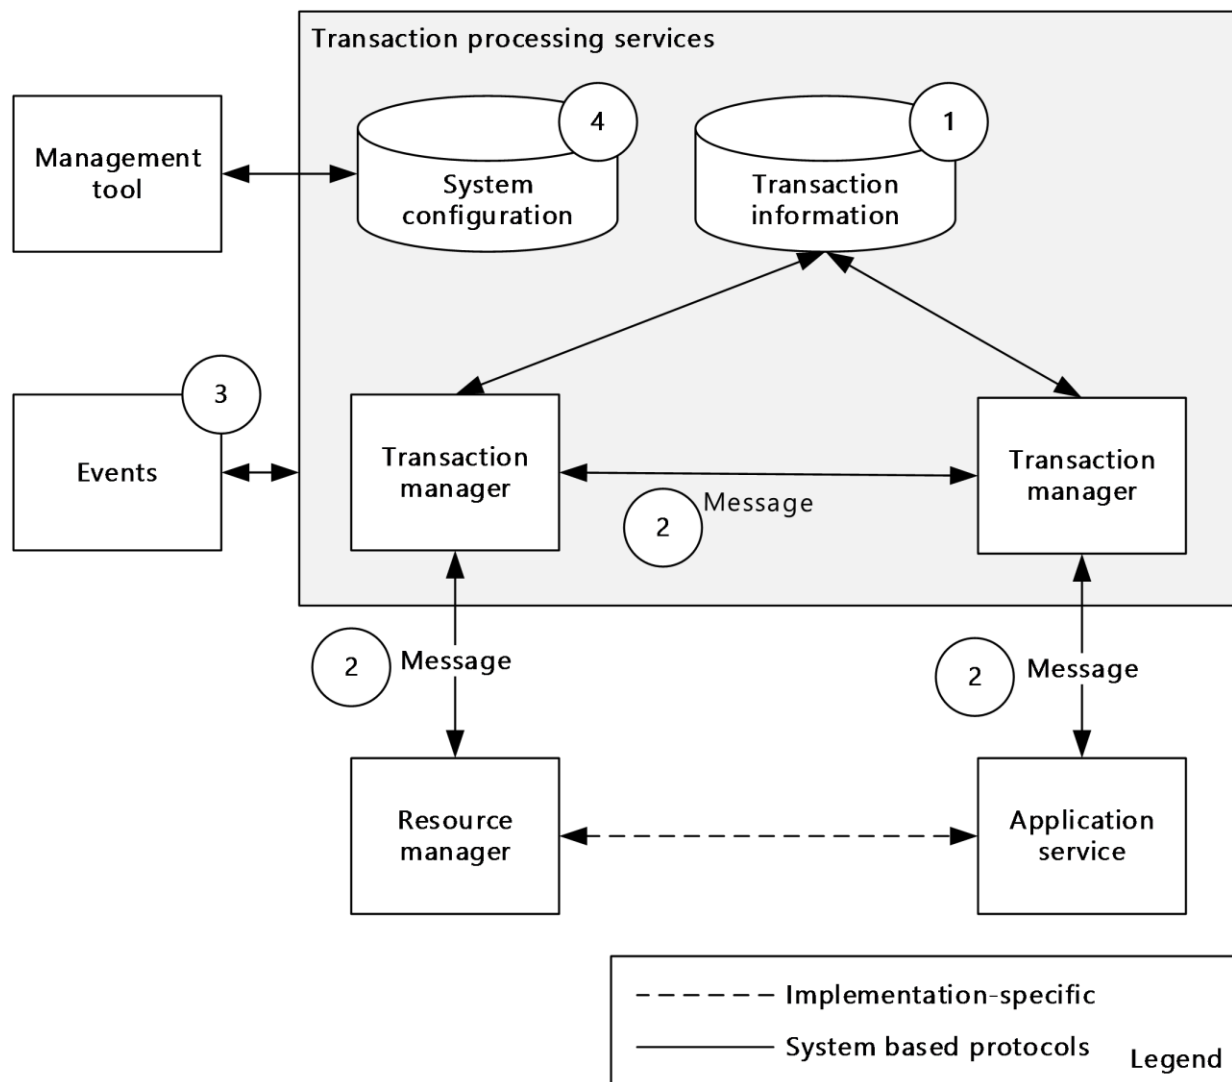 Transaction processing services
Management
tool
System
configuration
4
Transaction
information
1
Events
3
Transaction
manager
Message
2
Transaction
manager
2
Message
2
Message
Resource
manager
Application
service
Implementation-specific
System based protocols
Legend